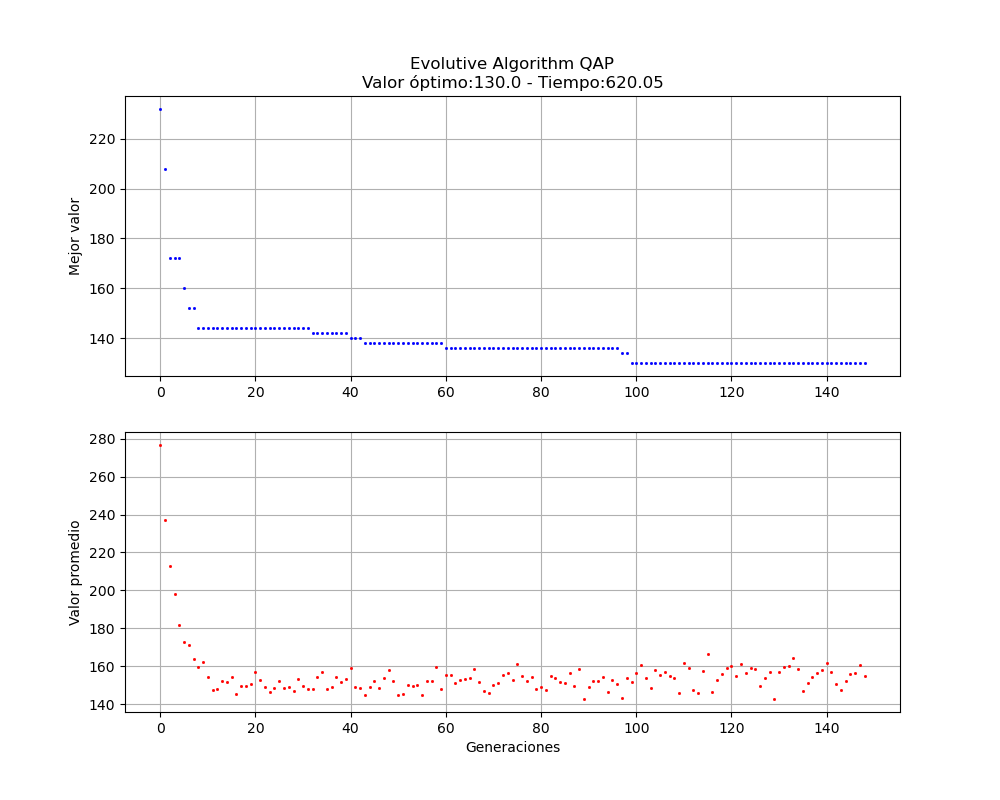 Evolutive Algorithm QAP
Valor óptimo:130.0 - Tiempo:620.05
Mejor valor
220
200
180
160
140
0 20 40 60 80 100 120 140
Valor promedio
280
260
240
220
200
180
160
140
0 20 40 60 80 100 120 140
Generaciones